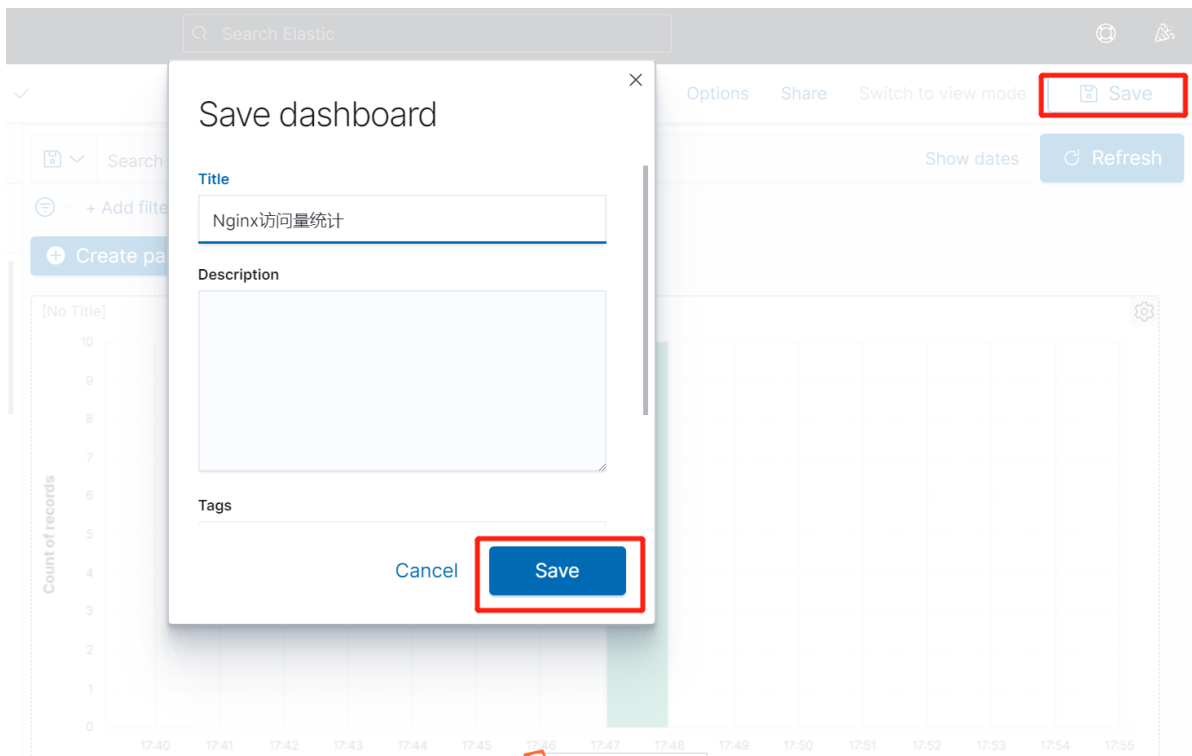 Search Elastic
Options
Share
Switch to view mode
Save
Save dashboard
Search
Show dates
Refresh
Title
+ Add filte
Nginx访问量统计
Create pa
Description
[No Title]
10
9
8
7
6
5
4
3
2
1
0
Count of records
Tags
Cancel
Save
17:40
17:41
17:42
17:43
17:44
17:45
17:46
17:47
17:48
17:49
17:50
17:51
17:52
17:53
17:54
17:55